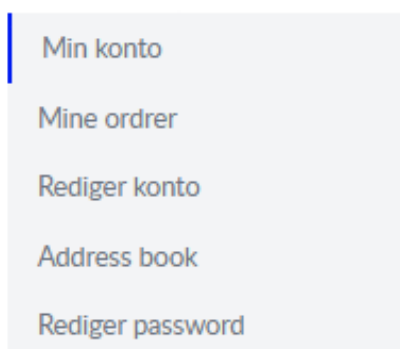 Min konto
Mine ordrer
Rediger konto
Address book
Rediger password